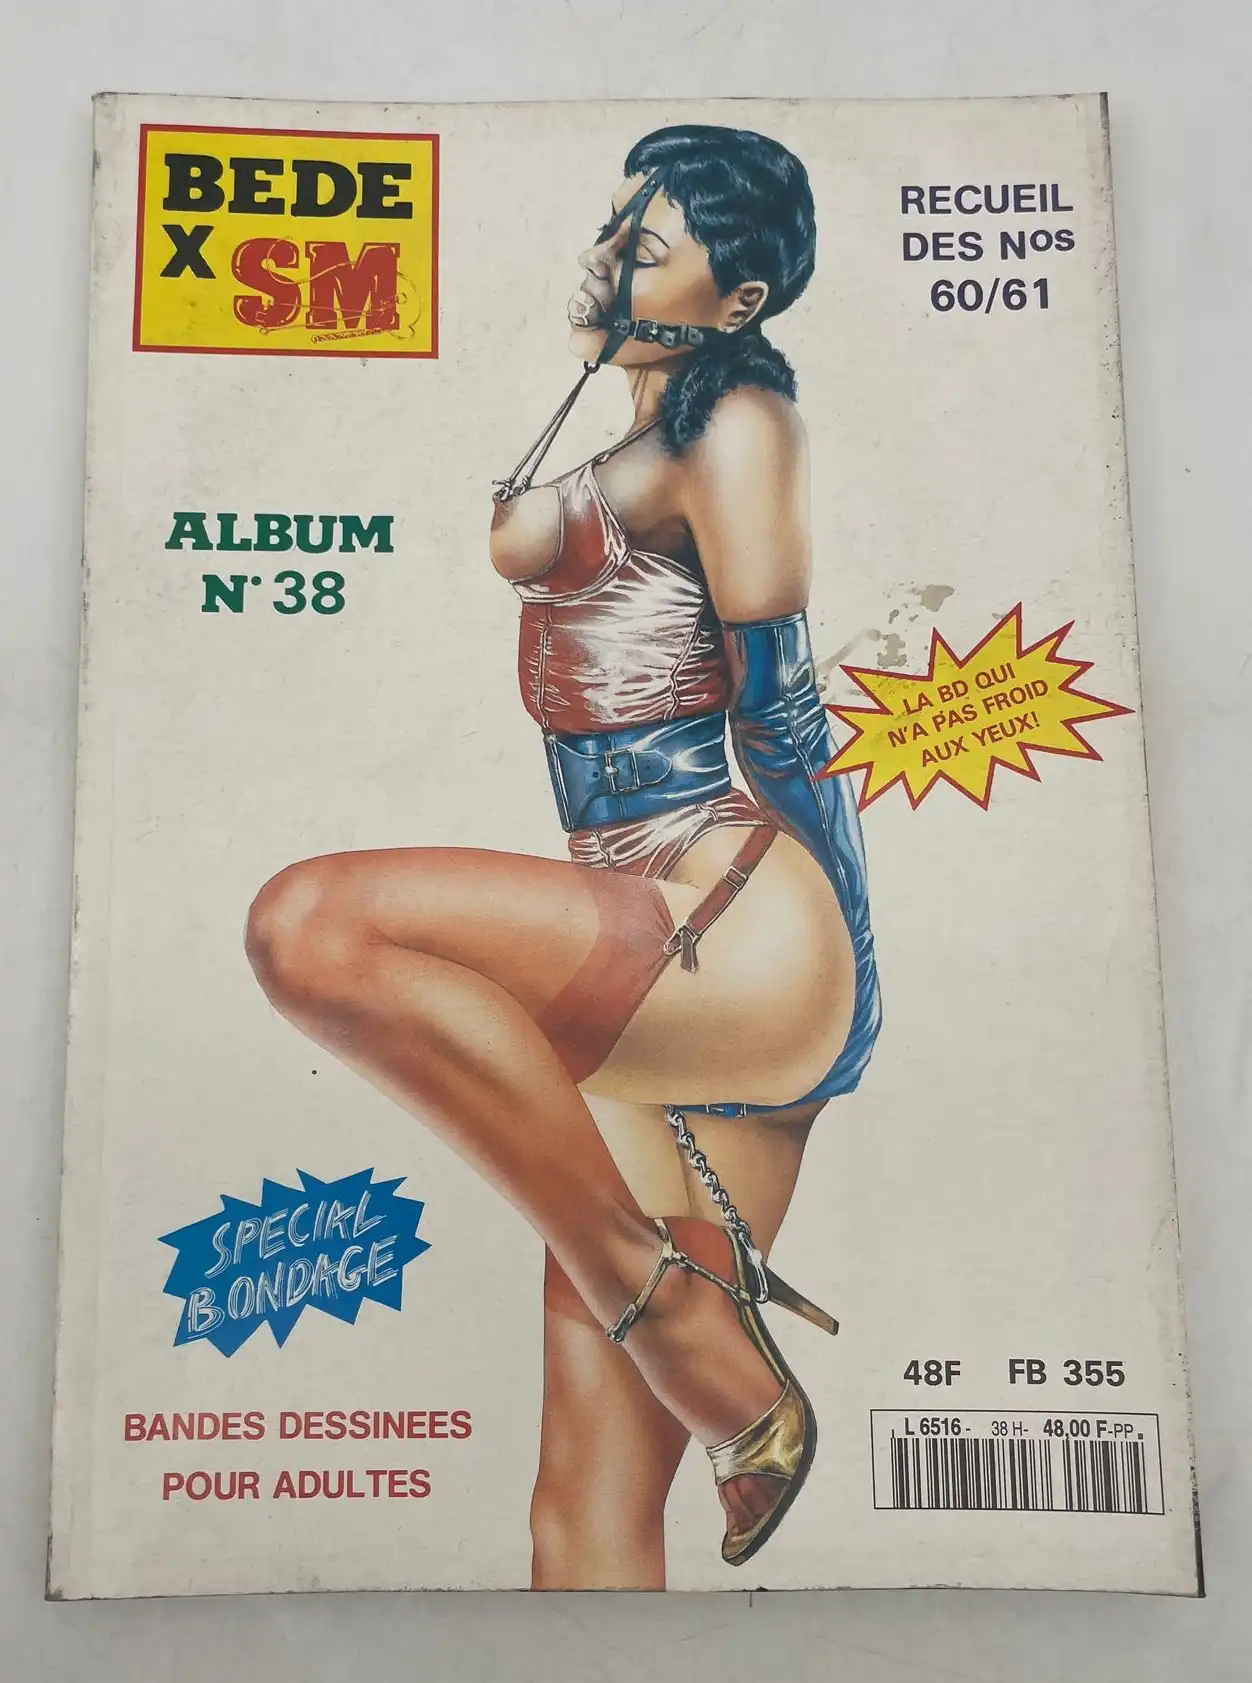 BEDE
X SM
RECUEIL
DES Nos
60/61
ALBUM
N° 38
LA BD QUI
N'A PAS FROID
AUX YEUX!
SPECIAL
BONDAGE
BANDES DESSINEES
POUR ADULTES
48F FB 355
L 6516 - 38 H - 48,00 F-PP